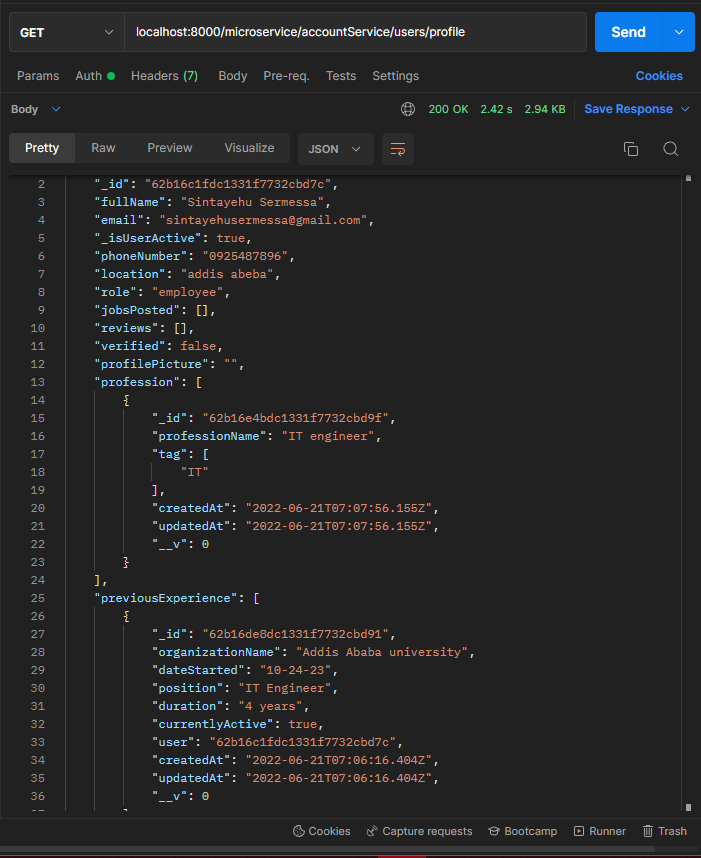 GET localhost:8000/microservice/accountService/users/profile Send
Params Auth Headers (7) Body Pre-req. Tests Settings Cookies
Body 200 OK 2.42 s 2.94 KB Save Response
Pretty Raw Preview Visualize JSON
2 "_id": "62b16c1fdc1331f7732cbd7c",
3 "fullName": "Sintayehu Sermessa",
4 "email": "sintayehusermessa@gmail.com",
5 "_isUserActive": true,
6 "phoneNumber": "0925487896",
7 "location": "addis abeba",
8 "role": "employee",
9 "jobsPosted": [],
10 "reviews": [],
11 "verified": false,
12 "profilePicture": "",
13 "profession": [
14 {
15 "_id": "62b16e4bdc1331f7732cbd9f",
16 "professionName": "IT engineer",
17 "tag": [
18 "IT"
19 ],
20 "createdAt": "2022-06-21T07:07:56.155Z",
21 "updatedAt": "2022-06-21T07:07:56.155Z",
22 "__v": 0
23 }
24 ],
25 "previousExperience": [
26 {
27 "_id": "62b16de8dc1331f7732cbd91",
28 "organizationName": "Addis Ababa university",
29 "dateStarted": "10-24-23",
30 "position": "IT Engineer",
31 "duration": "4 years",
32 "currentlyActive": true,
33 "user": "62b16c1fdc1331f7732cbd7c",
34 "createdAt": "2022-06-21T07:06:16.404Z",
35 "updatedAt": "2022-06-21T07:06:16.404Z",
36 "__v": 0
Cookies Capture requests Bootcamp Runner Trash